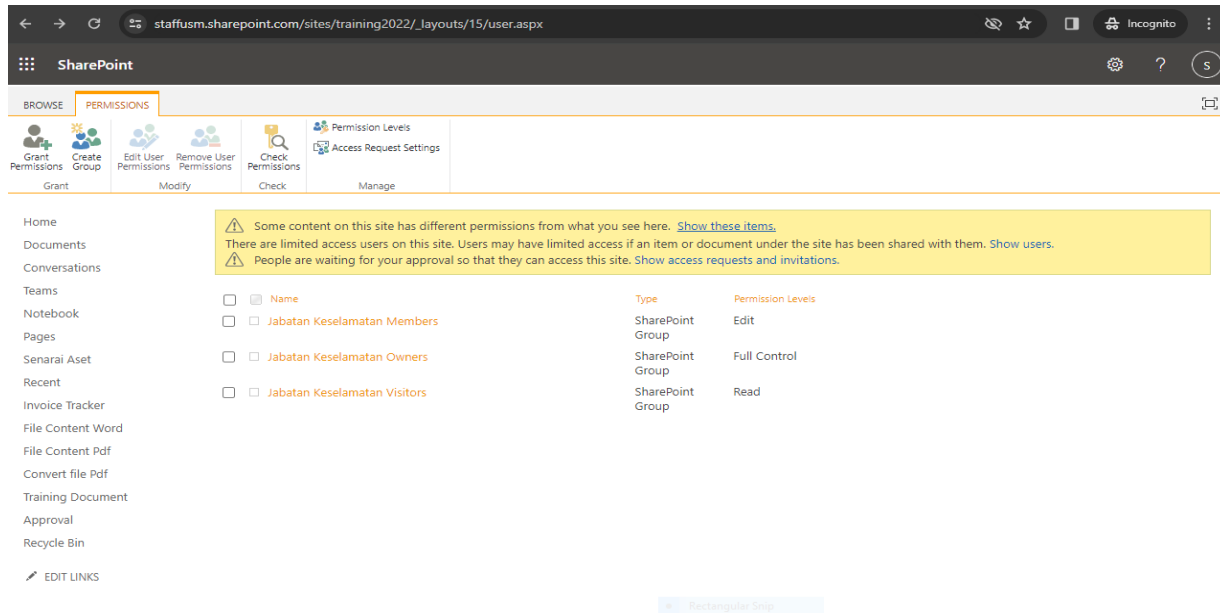 staffusm.sharepoint.com/sites/training2022/_layouts/15/user.aspx
Incognito
SharePoint
?
S
BROWSE PERMISSIONS
Grant Permissions
Create Group
Edit User Permissions
Remove User Permissions
Check Permissions
Permission Levels
Access Request Settings
Grant
Modify
Check
Manage
Home
Documents
Conversations
Teams
Notebook
Pages
Senarai Aset
Recent
Invoice Tracker
File Content Word
File Content Pdf
Convert file Pdf
Training Document
Approval
Recycle Bin
EDIT LINKS
Some content on this site has different permissions from what you see here. Show these items.
There are limited access users on this site. Users may have limited access if an item or document under the site has been shared with them. Show users.
People are waiting for your approval so that they can access this site. Show access requests and invitations.
Name Type Permission Levels
Jabatan Keselamatan Members SharePoint Group Edit
Jabatan Keselamatan Owners SharePoint Group Full Control
Jabatan Keselamatan Visitors SharePoint Group Read
Rectangular Snip